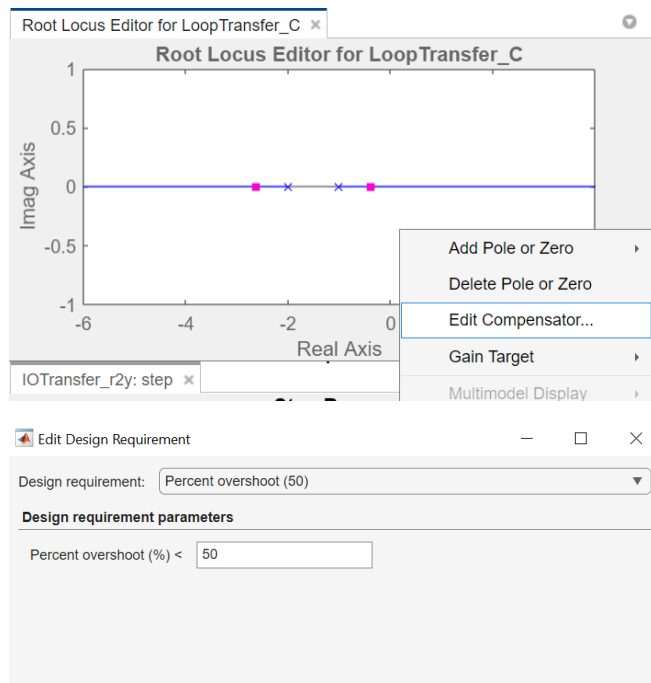 Root Locus Editor for LoopTransfer_C ×
Root Locus Editor for LoopTransfer_C
1
0.5
0
-0.5
-1
Imag Axis
-6 -4 -2 0
Real Axis
Add Pole or Zero
Delete Pole or Zero
Edit Compensator...
Gain Target
Multimodel Display
IOTransfer_r2y: step ×
Edit Design Requirement
Design requirement: Percent overshoot (50)
Design requirement parameters
Percent overshoot (%) < 50